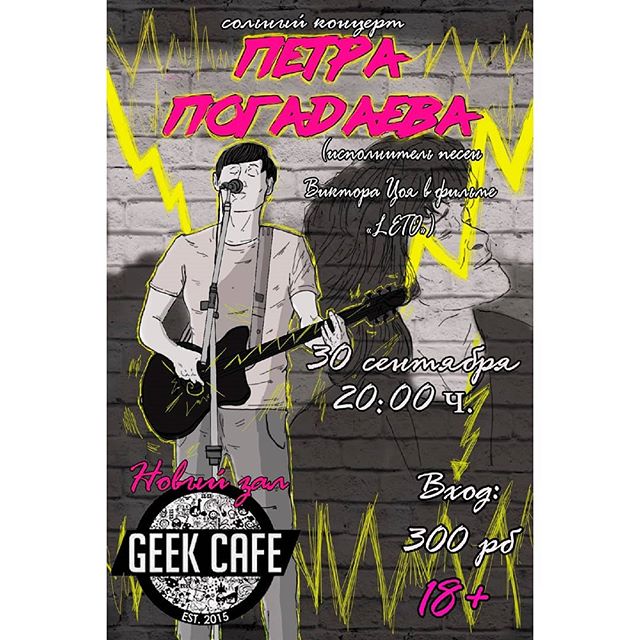 сольный концерт
ПЕТРА
ПОГАДАЕВА
(исполнитель песен
Виктора Цоя в фильме
«LETO»)
30 сентября
20:00 Ч.
Новый зал
GEEK CAFE
EST. 2015
Вход:
300 рб
18+